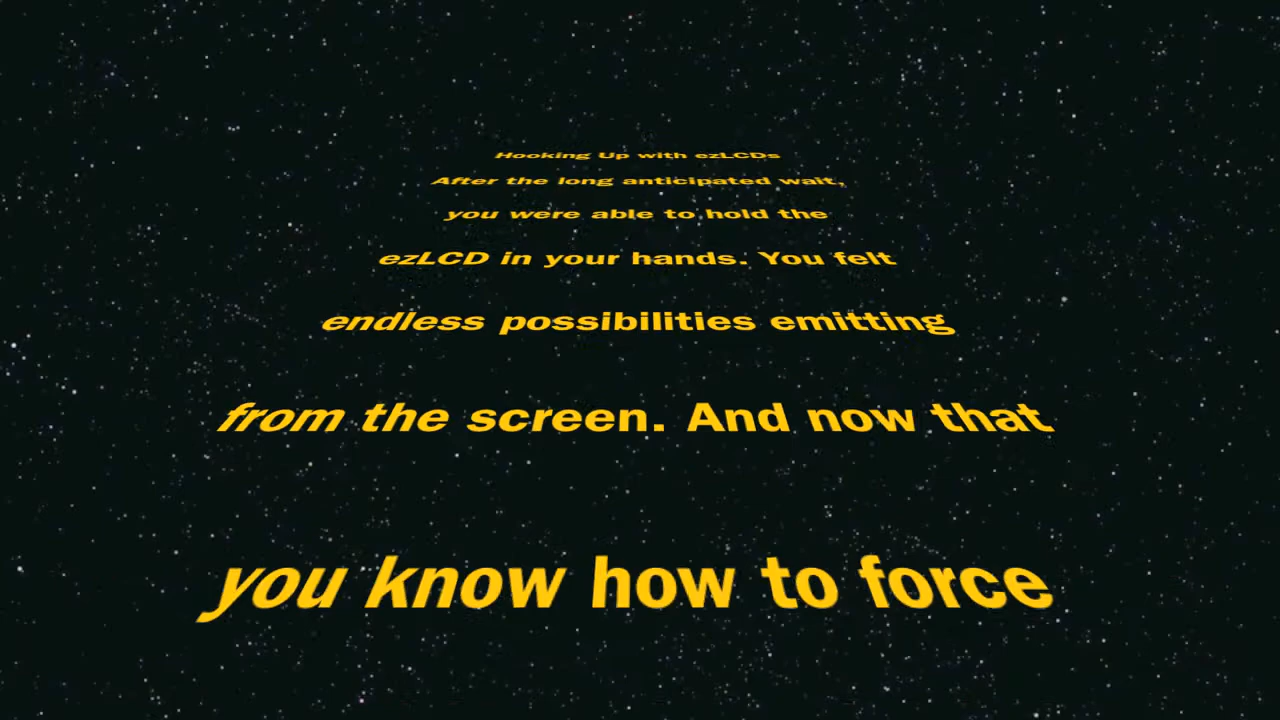 Hooking Up with ezLCDs
After the long anticipated wait,
you were able to hold the
ezLCD in your hands. You felt
endless possibilities emitting
from the screen. And now that
you know how to force